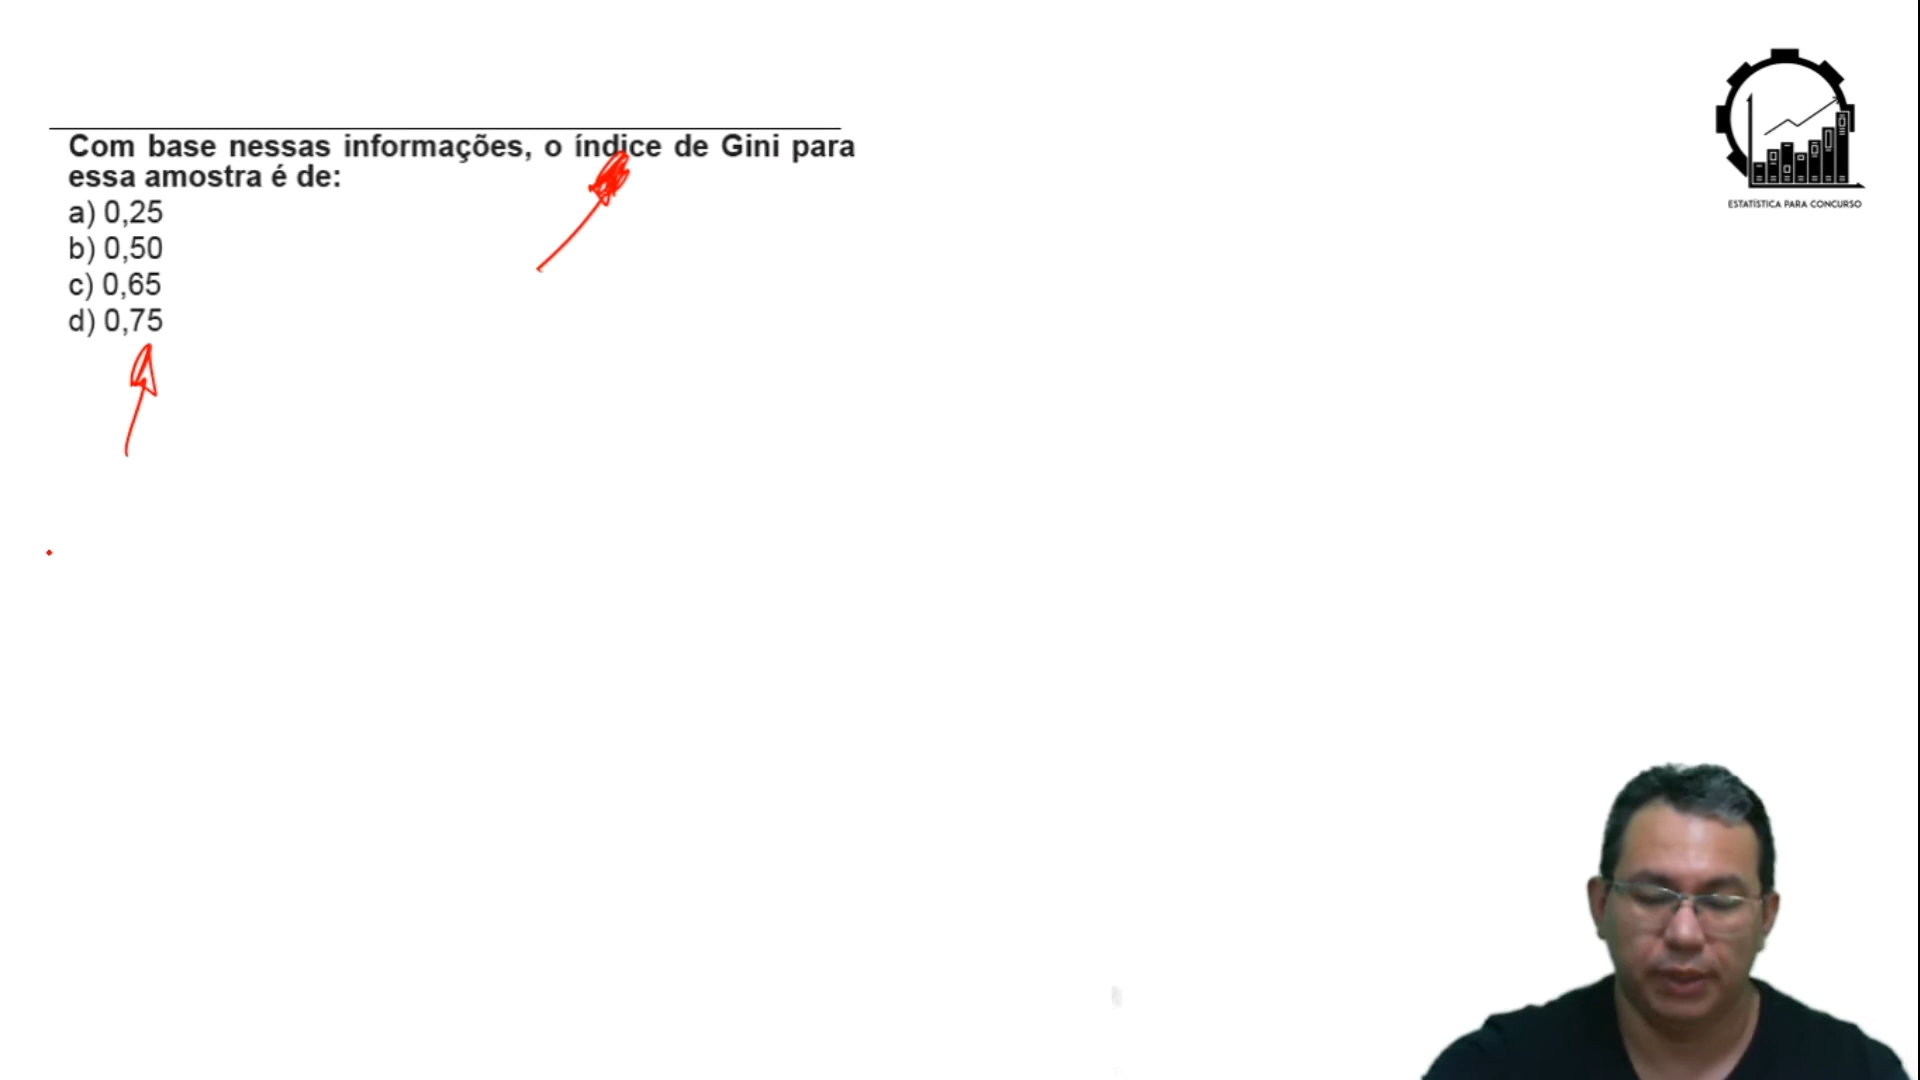 Com base nessas informações, o índice de Gini para
essa amostra é de:
a) 0,25
b) 0,50
c) 0,65
d) 0,75
ESTATÍSTICA PARA CONCURSO